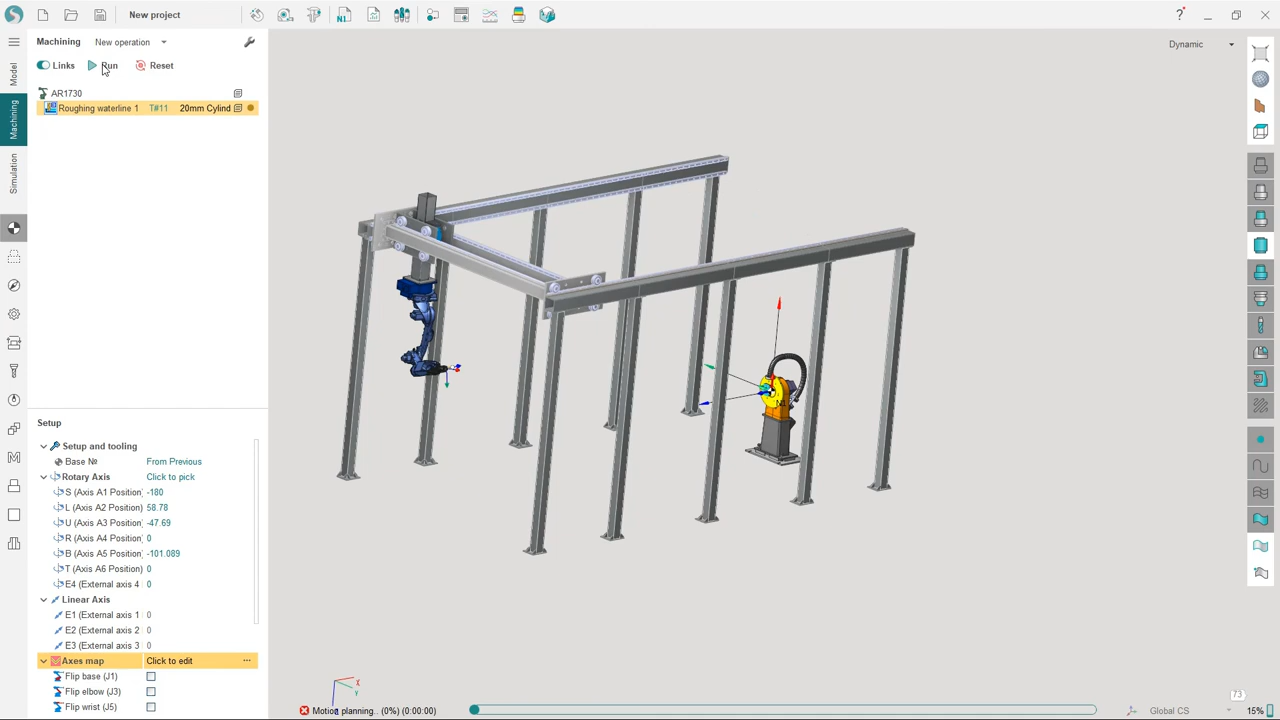 New project
Machining New operation
Links Run Reset
AR1730
Roughing waterline 1 T#11 20mm Cylind
Model
Machining
Simulation
Dynamic
Setup
Setup and tooling
Base № From Previous
Rotary Axis Click to pick
S (Axis A1 Position) -180
L (Axis A2 Position) 58.78
U (Axis A3 Position) -47.69
R (Axis A4 Position) 0
B (Axis A5 Position) -101.089
T (Axis A6 Position) 0
E4 (External axis 4 0
Linear Axis
E1 (External axis 1 0
E2 (External axis 2 0
E3 (External axis 3 0
Axes map Click to edit ...
Flip base (J1)
Flip elbow (J3)
Flip wrist (J5)
X
Y
Motion planning.. (0%) (0:00:00)
73
Global CS
15%